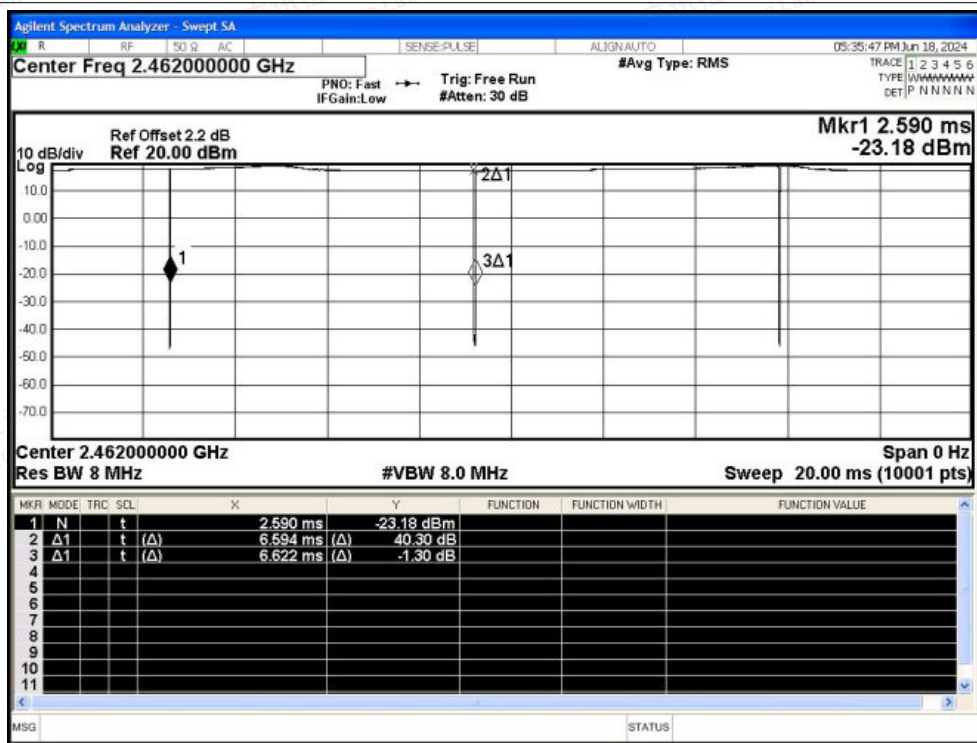 Agilent Spectrum Analyzer - Swept SA
LXI R RF 50 Ω AC SENSE:PULSE ALIGN AUTO 05:35:47 PM Jun 18, 2024
Center Freq 2.462000000 GHz
PNO: Fast
IFGain:Low
Trig: Free Run
#Atten: 30 dB
#Avg Type: RMS
TRACE 1 2 3 4 5 6
TYPE WWWWWW
DET P N N N N N
Mkr1 2.590 ms
-23.18 dBm
Ref Offset 2.2 dB
10 dB/div Ref 20.00 dBm
Log
10.0
0.00
-10.0
-20.0
-30.0
-40.0
-50.0
-60.0
-70.0
1
2Δ1
3Δ1
Center 2.462000000 GHz Span 0 Hz
Res BW 8 MHz #VBW 8.0 MHz Sweep 20.00 ms (10001 pts)
MKR MODE TRC SCL X Y FUNCTION FUNCTION WIDTH FUNCTION VALUE
1 N t 2.590 ms -23.18 dBm
2 Δ1 t (Δ) 6.594 ms (Δ) 40.30 dB
3 Δ1 t (Δ) 6.622 ms (Δ) -1.30 dB
4
5
6
7
8
9
10
11
MSG STATUS